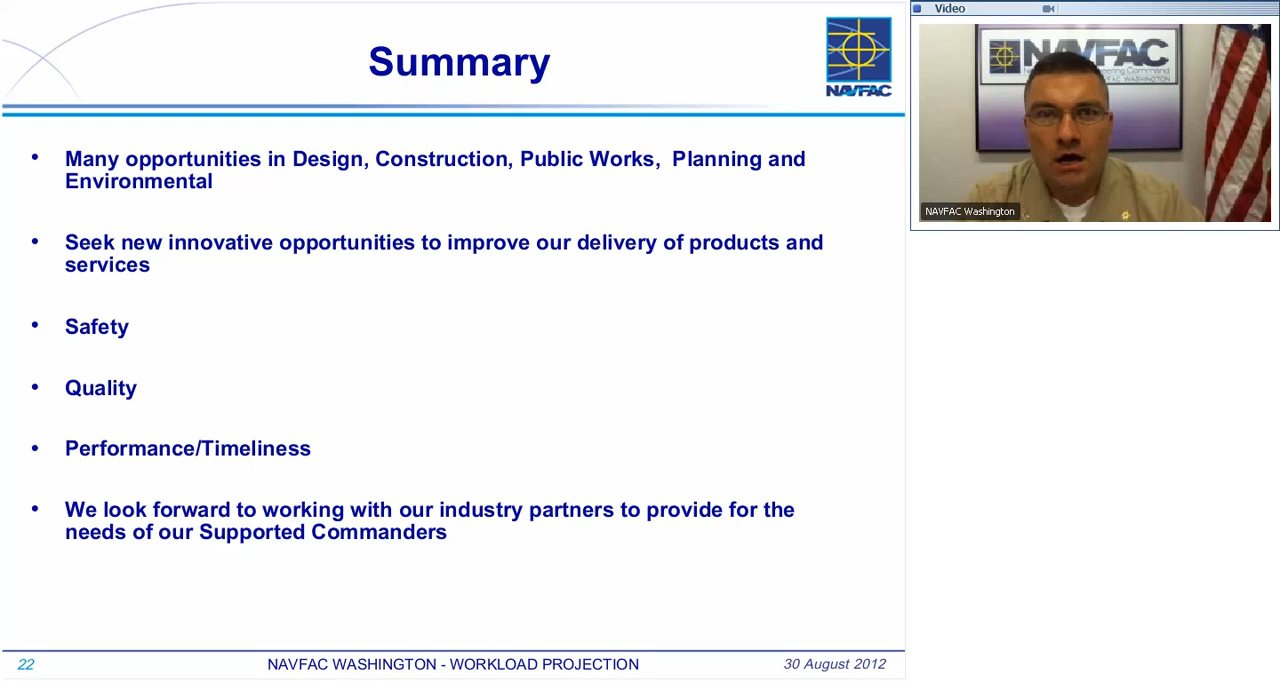 Summary
NAVFAC
• Many opportunities in Design, Construction, Public Works,  Planning and
Environmental
• Seek new innovative opportunities to improve our delivery of products and
services
• Safety
• Quality
• Performance/Timeliness
• We look forward to working with our industry partners to provide for the
needs of our Supported Commanders
22
NAVFAC WASHINGTON - WORKLOAD PROJECTION
30 August 2012
Video
NAVFAC
WASHINGTON
NAVFAC Washington